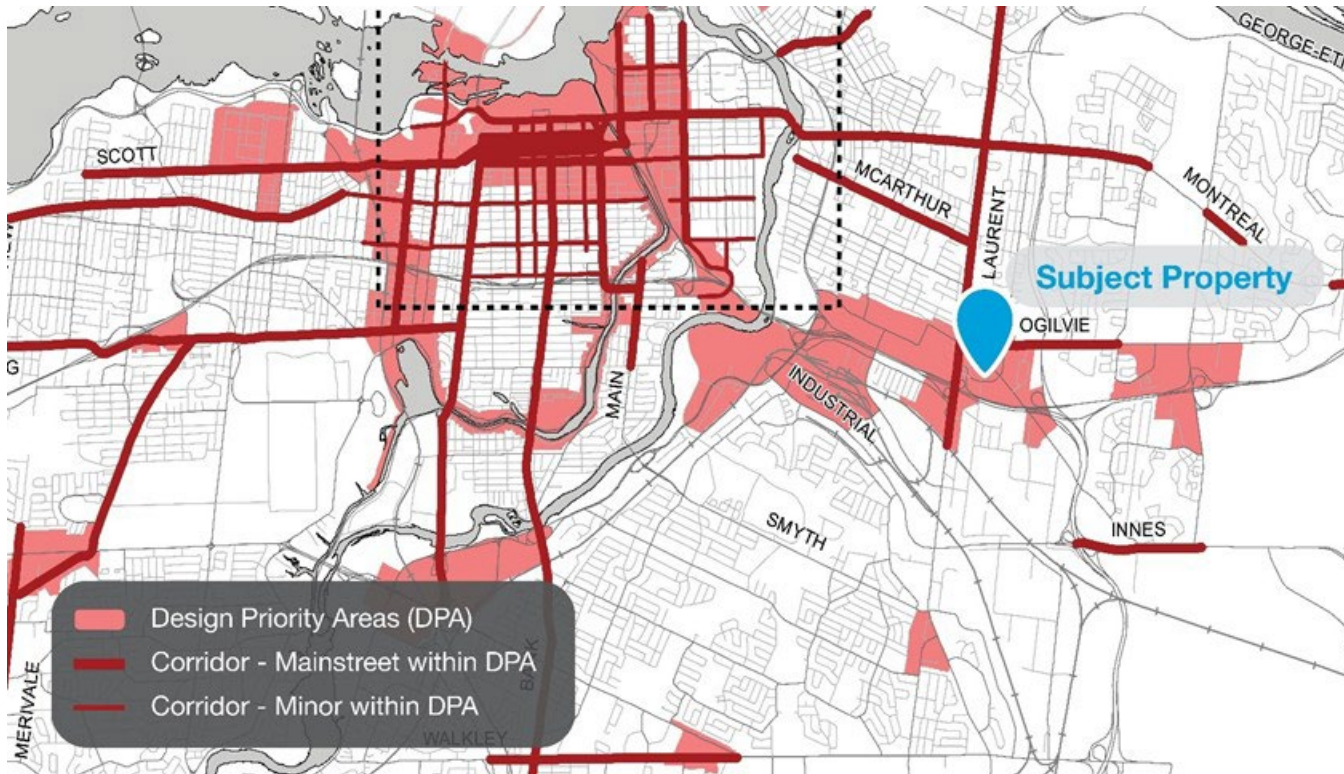 GEORGE-ET
SCOTT
MCARTHUR
MONTREAL
LAURENT
Subject Property
OGILVIE
G
MAIN
INDUSTRIAL
SMYTH
INNES
Design Priority Areas (DPA)
Corridor - Mainstreet within DPA
BANK
Corridor - Minor within DPA
MERIVALE
WALKLEY